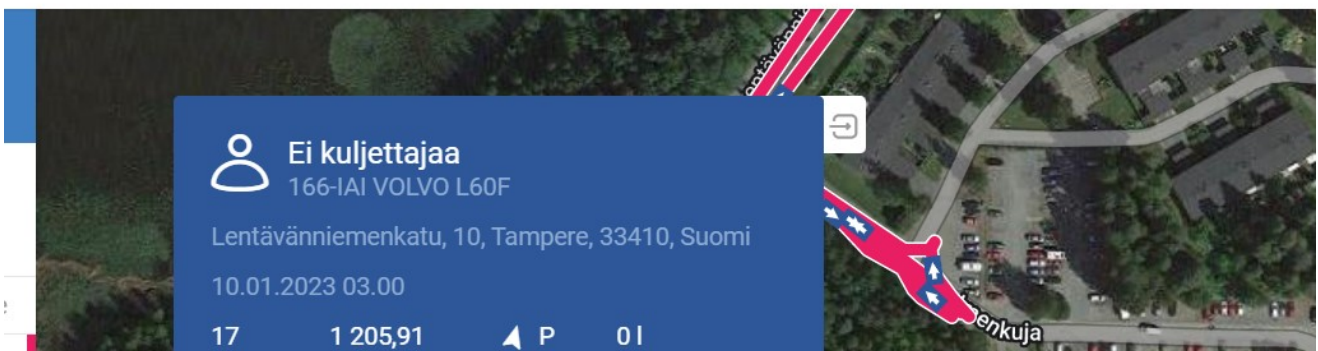 Ei kuljettajaa
166-IAI VOLVO L60F
Lentävänniemenkatu, 10, Tampere, 33410, Suomi
10.01.2023 03.00
17 1 205,91 P 0 l